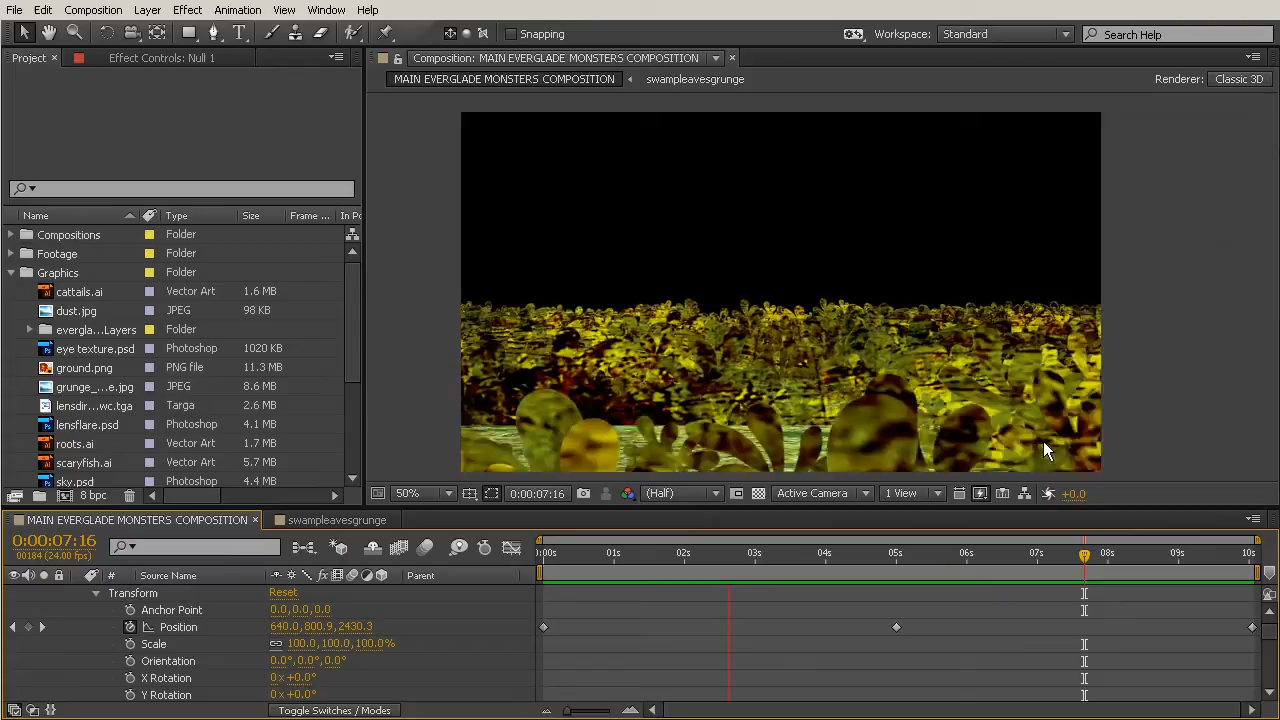 File Edit Composition Layer Effect Animation View Window Help
Snapping Workspace: Standard Search Help
Project × Effect Controls: Null 1 Composition: MAIN EVERGLADE MONSTERS COMPOSITION ×
MAIN EVERGLADE MONSTERS COMPOSITION swampleavesgrunge Renderer: Classic 3D
Name Type Size Frame ... In Po
Compositions Folder
Footage Folder
Graphics Folder
cattails.ai Vector Art 1.6 MB
dust.jpg JPEG 98 KB
evergla...Layers Folder
eye texture.psd Photoshop 1020 KB
ground.png PNG file 11.3 MB
grunge_...e.jpg JPEG 8.6 MB
lensdir...wc.tga Targa 2.6 MB
lensflare.psd Photoshop 4.1 MB
roots.ai Vector Art 1.7 MB
scaryfish.ai Vector Art 5.7 MB
sky.psd Photoshop 4.4 MB
8 bpc 50% 0:00:07:16 (Half) Active Camera 1 View +0.0
MAIN EVERGLADE MONSTERS COMPOSITION × swampleavesgrunge
0:00:07:16
00184 (24.00 fps)
:00s 01s 02s 03s 04s 05s 06s 07s 08s 09s 10s
# Source Name Parent
Transform Reset
Anchor Point 0.0,0.0,0.0
Position 640.0,800.9,2430.3
Scale 100.0,100.0,100.0%
Orientation 0.0°,0.0°,0.0°
X Rotation 0x+0.0°
Y Rotation 0x+0.0°
Toggle Switches / Modes